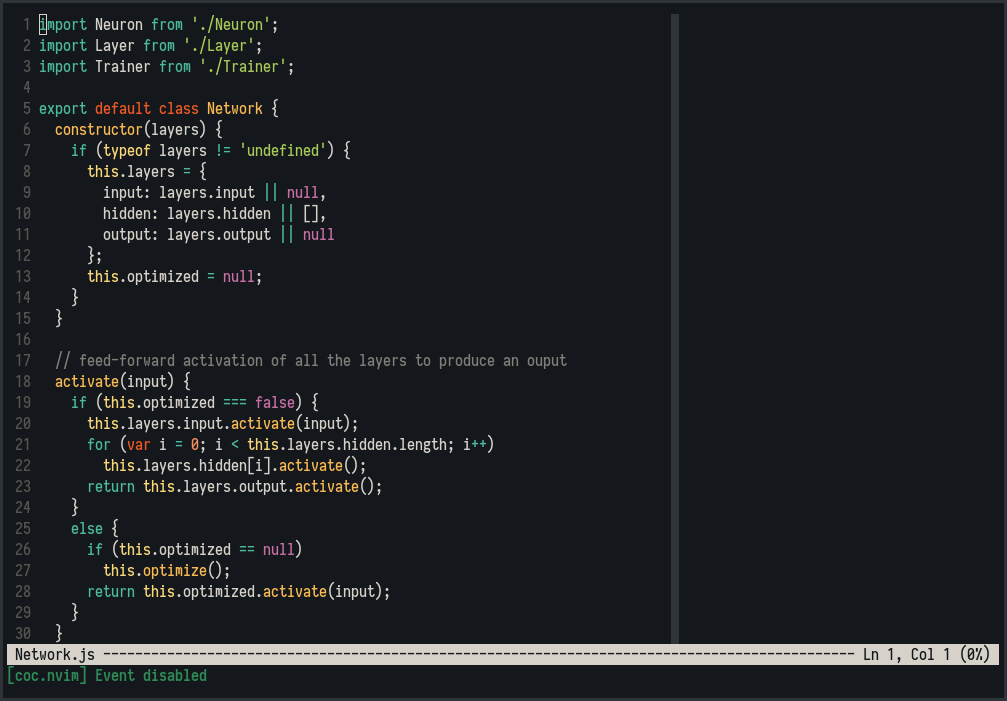 1 import Neuron from './Neuron';
2 import Layer from './Layer';
3 import Trainer from './Trainer';
4
5 export default class Network {
6   constructor(layers) {
7     if (typeof layers != 'undefined') {
8       this.layers = {
9         input: layers.input || null,
10         hidden: layers.hidden || [],
11         output: layers.output || null
12       };
13       this.optimized = null;
14     }
15   }
16
17   // feed-forward activation of all the layers to produce an ouput
18   activate(input) {
19     if (this.optimized === false) {
20       this.layers.input.activate(input);
21       for (var i = 0; i < this.layers.hidden.length; i++)
22         this.layers.hidden[i].activate();
23       return this.layers.output.activate();
24     }
25     else {
26       if (this.optimized == null)
27         this.optimize();
28       return this.optimized.activate(input);
29     }
30   }
Network.js ---------------------------------------------------------------------------------------------- Ln 1, Col 1 (0%)
[coc.nvim] Event disabled